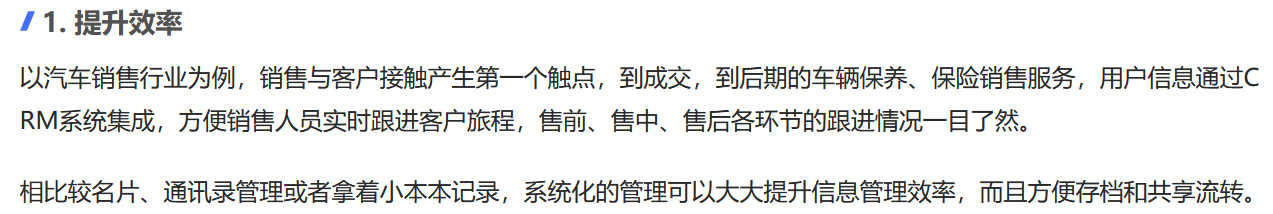 1. 提升效率
以汽车销售行业为例，销售与客户接触产生第一个触点，到成交，到后期的车辆保养、保险销售服务，用户信息通过C
RM系统集成，方便销售人员实时跟进客户旅程，售前、售中、售后各环节的跟进情况一目了然。
相比较名片、通讯录管理或者拿着小本本记录，系统化的管理可以大大提升信息管理效率，而且方便存档和共享流转。